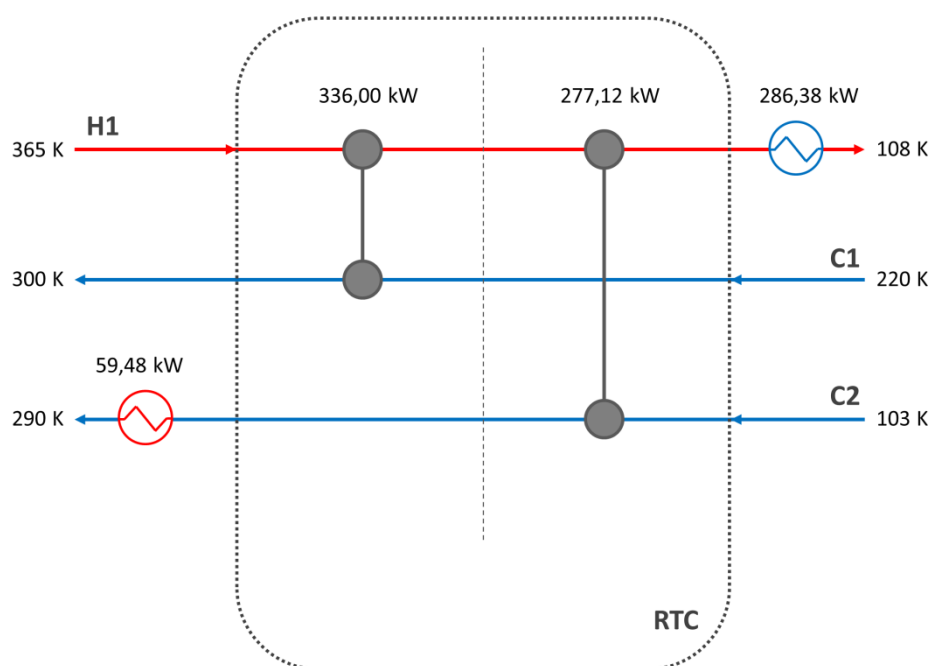 336,00 kW
277,12 kW
286,38 kW
H1
365 K
108 K
C1
300 K
220 K
59,48 kW
C2
290 K
103 K
RTC